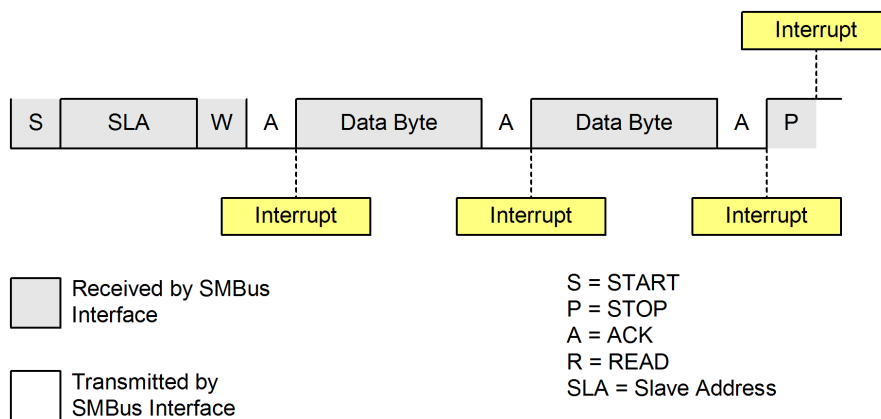 Interrupt
S SLA W A Data Byte A Data Byte A P
Interrupt Interrupt Interrupt
Received by SMBus
Interface
Transmitted by
SMBus Interface
S = START
P = STOP
A = ACK
R = READ
SLA = Slave Address